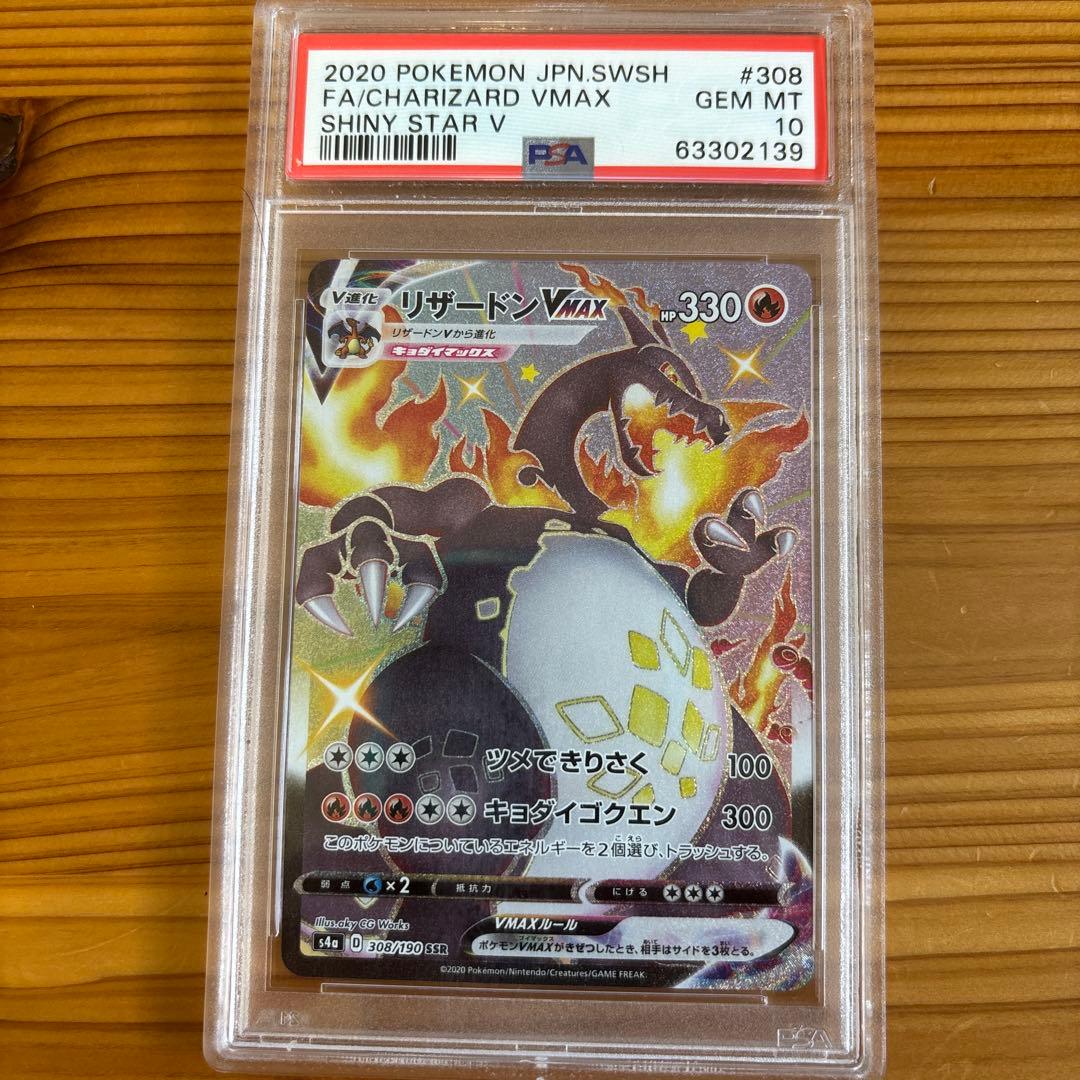 2020 POKEMON JPN.SWSH #308
FA/CHARIZARD VMAX GEM MT
SHINY STAR V 10
PSA 63302139
V進化 リザードンVMAX HP330
リザードンVから進化
キョダイマックス
ツメできりさく 100
キョダイゴクエン 300
このポケモンについているエネルギーを2個選び、トラッシュする。
弱点 ×2 抵抗力 にげる
Illus.aky CG Works VMAXルール
s4a D 308/190 SSR ポケモンVMAXがきぜつしたとき、相手はサイドを3枚とる。
©2020 Pokémon/Nintendo/Creatures/GAME FREAK.
PSA